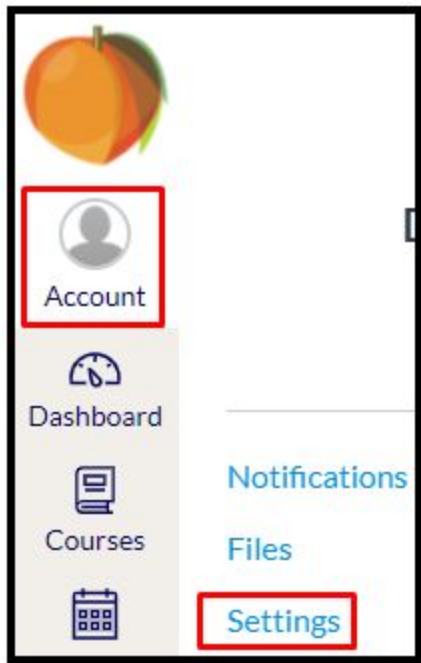 Account
Dashboard
Courses
Notifications
Files
Settings